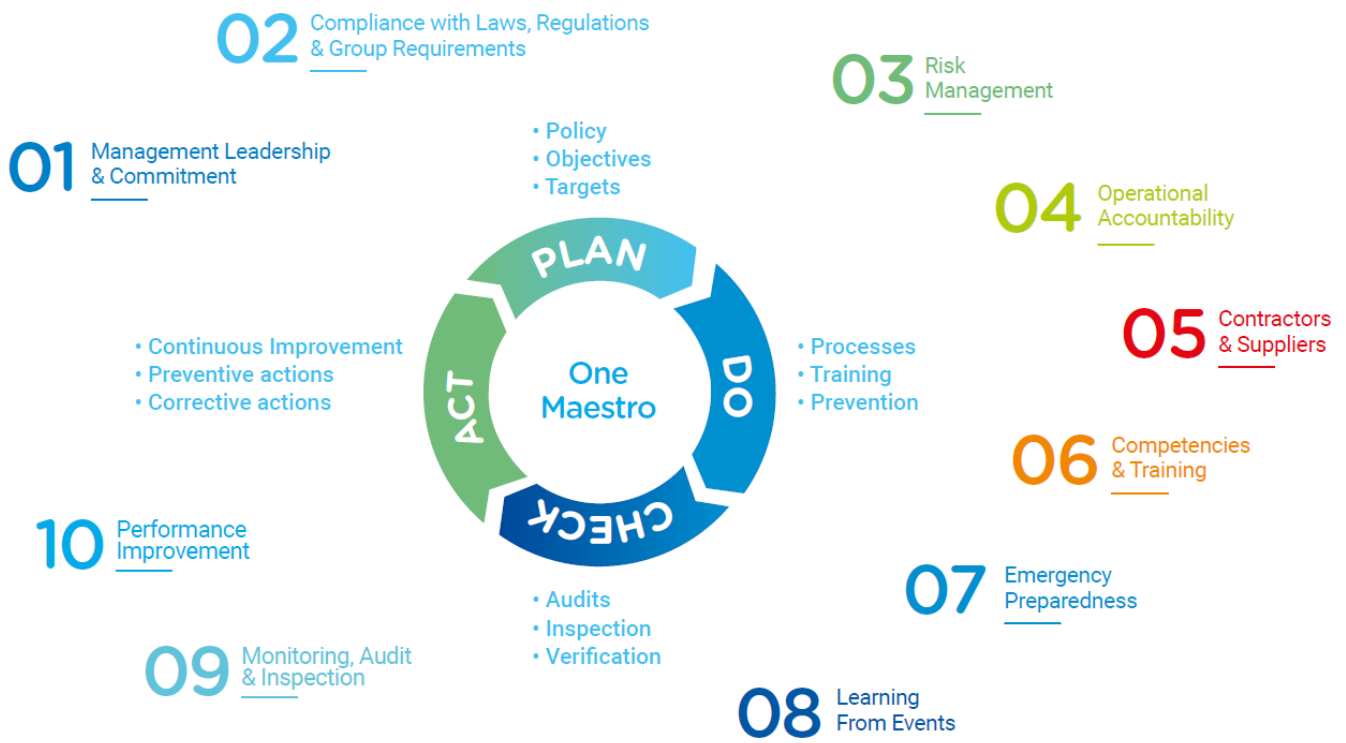 02 Compliance with Laws, Regulations
& Group Requirements
03 Risk
Management
01 Management Leadership
& Commitment
• Policy
• Objectives
• Targets
04 Operational
Accountability
PLAN
05 Contractors
& Suppliers
• Continuous Improvement
• Preventive actions
• Corrective actions
ACT
One
Maestro
DO
• Processes
• Training
• Prevention
06 Competencies
& Training
CHECK
10 Performance
Improvement
07 Emergency
Preparedness
• Audits
• Inspection
• Verification
09 Monitoring, Audit
& Inspection
08 Learning
From Events